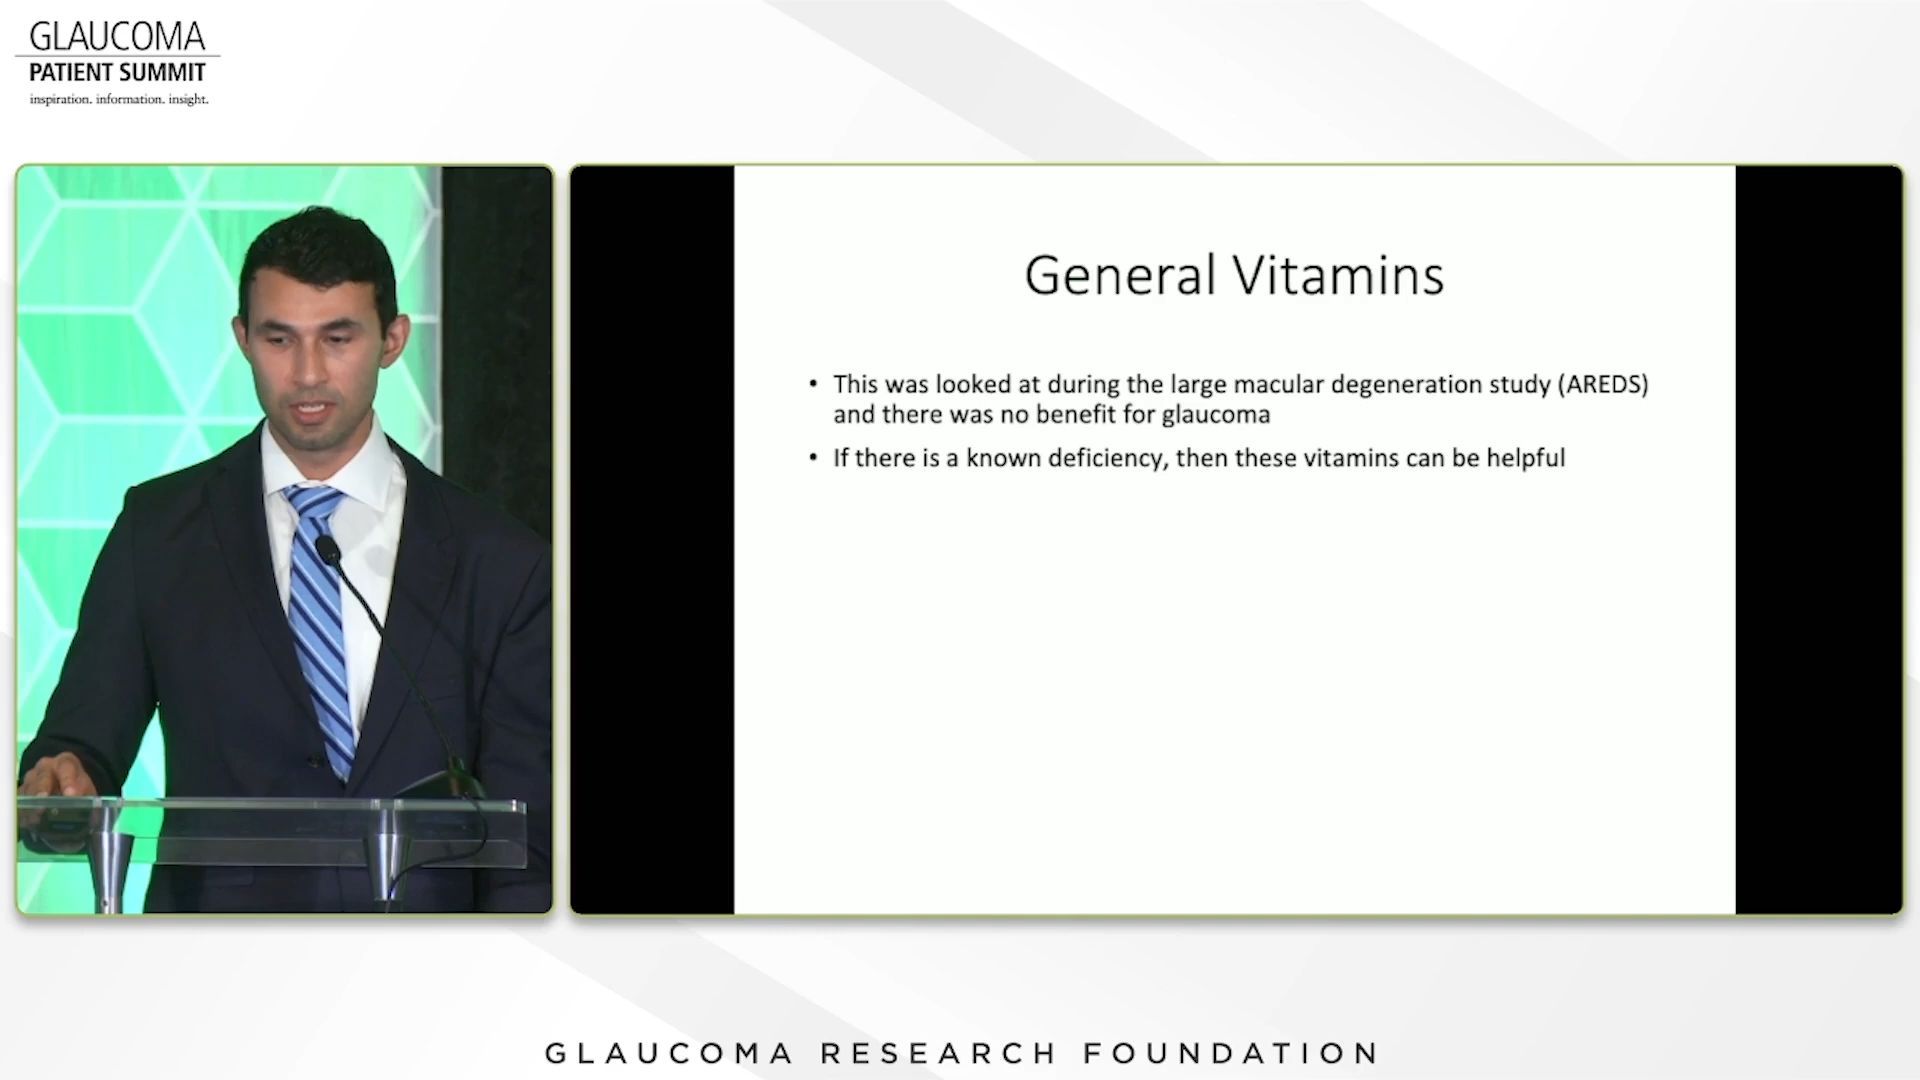 GLAUCOMA
PATIENT SUMMIT
inspiration. information. insight.
General Vitamins
• This was looked at during the large macular degeneration study (AREDS)
and there was no benefit for glaucoma
• If there is a known deficiency, then these vitamins can be helpful
GLAUCOMA RESEARCH FOUNDATION